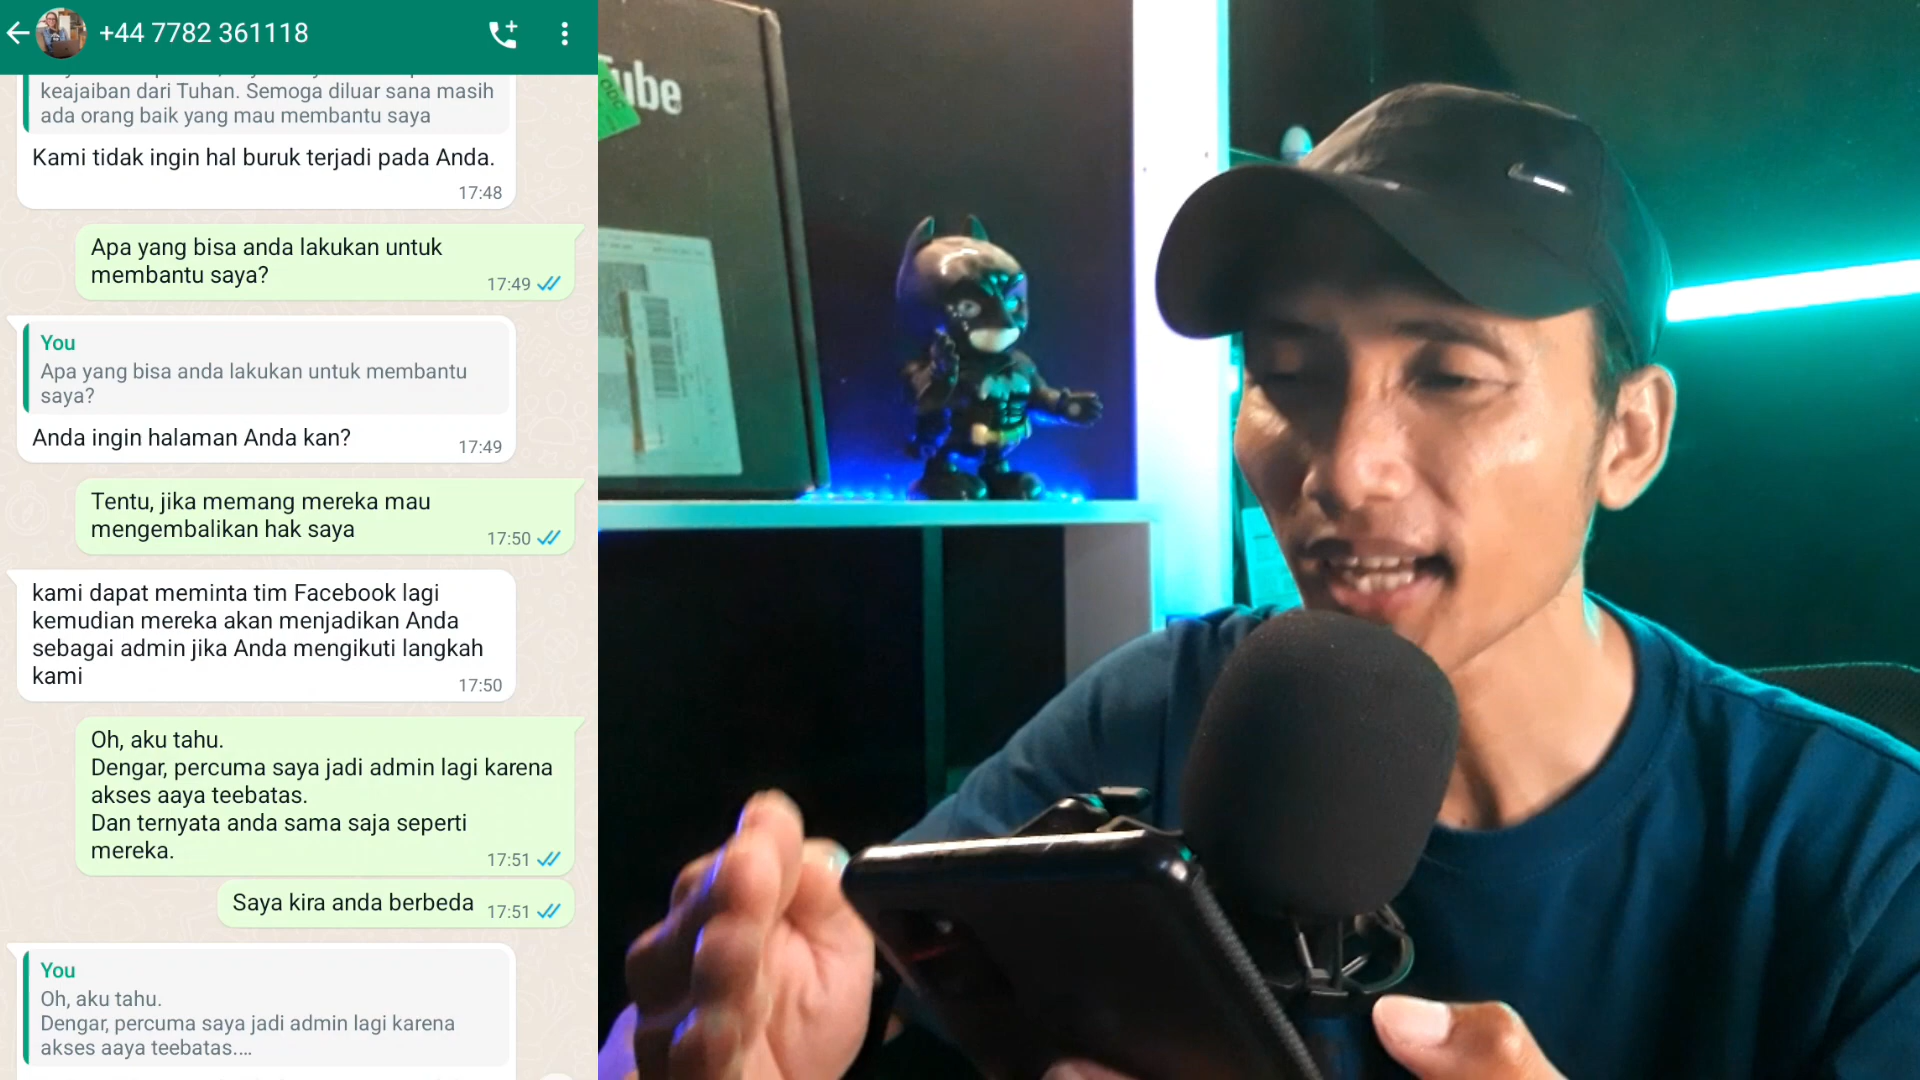 +44 7782 361118
keajaiban dari Tuhan. Semoga diluar sana masih
ada orang baik yang mau membantu saya
Kami tidak ingin hal buruk terjadi pada Anda.
17:48
Apa yang bisa anda lakukan untuk
membantu saya?
17:49
You
Apa yang bisa anda lakukan untuk membantu
saya?
Anda ingin halaman Anda kan?
17:49
Tentu, jika memang mereka mau
mengembalikan hak saya
17:50
kami dapat meminta tim Facebook lagi
kemudian mereka akan menjadikan Anda
sebagai admin jika Anda mengikuti langkah
kami
17:50
Oh, aku tahu.
Dengar, percuma saya jadi admin lagi karena
akses aaya teebatas.
Dan ternyata anda sama saja seperti
mereka.
17:51
Saya kira anda berbeda
17:51
You
Oh, aku tahu.
Dengar, percuma saya jadi admin lagi karena
akses aaya teebatas....
Tube